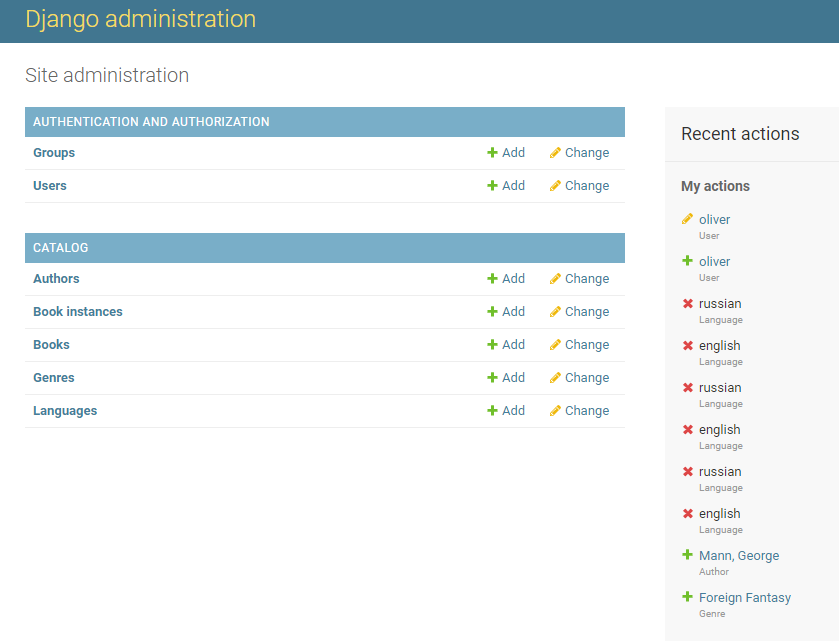 Django administration
Site administration
AUTHENTICATION AND AUTHORIZATION
Groups Add Change
Users Add Change
CATALOG
Authors Add Change
Book instances Add Change
Books Add Change
Genres Add Change
Languages Add Change
Recent actions
My actions
oliver
User
oliver
User
russian
Language
english
Language
russian
Language
english
Language
russian
Language
english
Language
Mann, George
Author
Foreign Fantasy
Genre